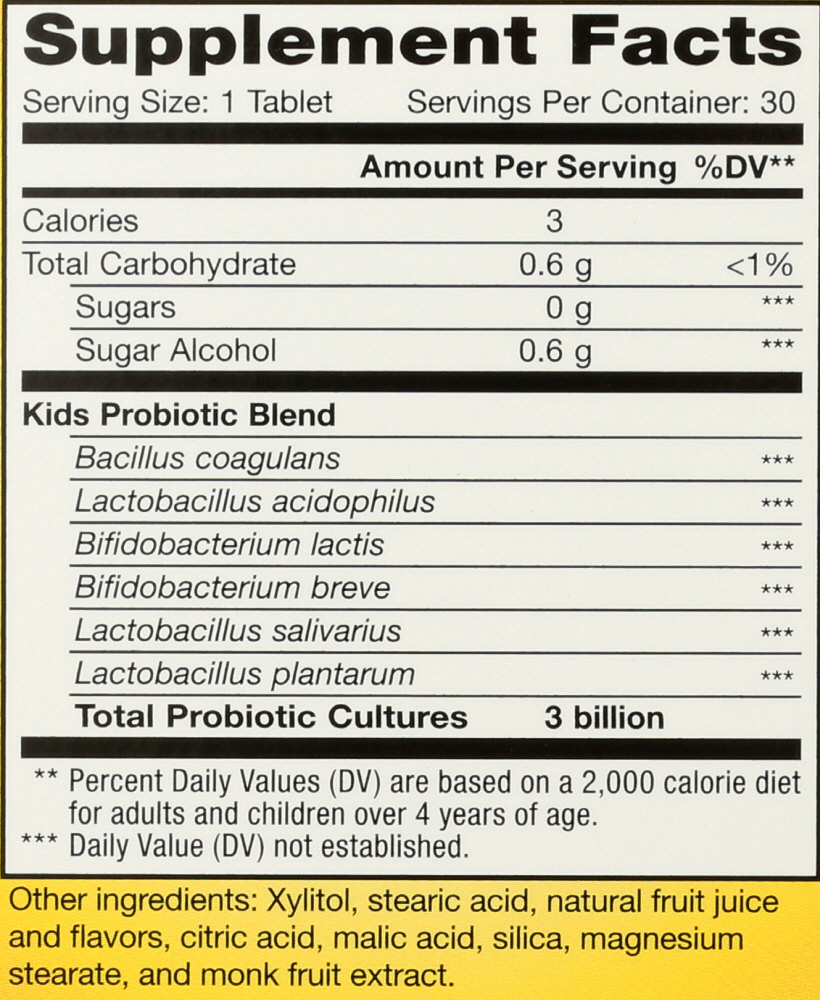 Supplement Facts
Serving Size: 1 Tablet Servings Per Container: 30
Amount Per Serving %DV**
Calories 3
Total Carbohydrate 0.6 g <1%
Sugars 0 g ***
Sugar Alcohol 0.6 g ***
Kids Probiotic Blend
Bacillus coagulans ***
Lactobacillus acidophilus ***
Bifidobacterium lactis ***
Bifidobacterium breve ***
Lactobacillus salivarius ***
Lactobacillus plantarum ***
Total Probiotic Cultures 3 billion
** Percent Daily Values (DV) are based on a 2,000 calorie diet
for adults and children over 4 years of age.
*** Daily Value (DV) not established.
Other ingredients: Xylitol, stearic acid, natural fruit juice
and flavors, citric acid, malic acid, silica, magnesium
stearate, and monk fruit extract.